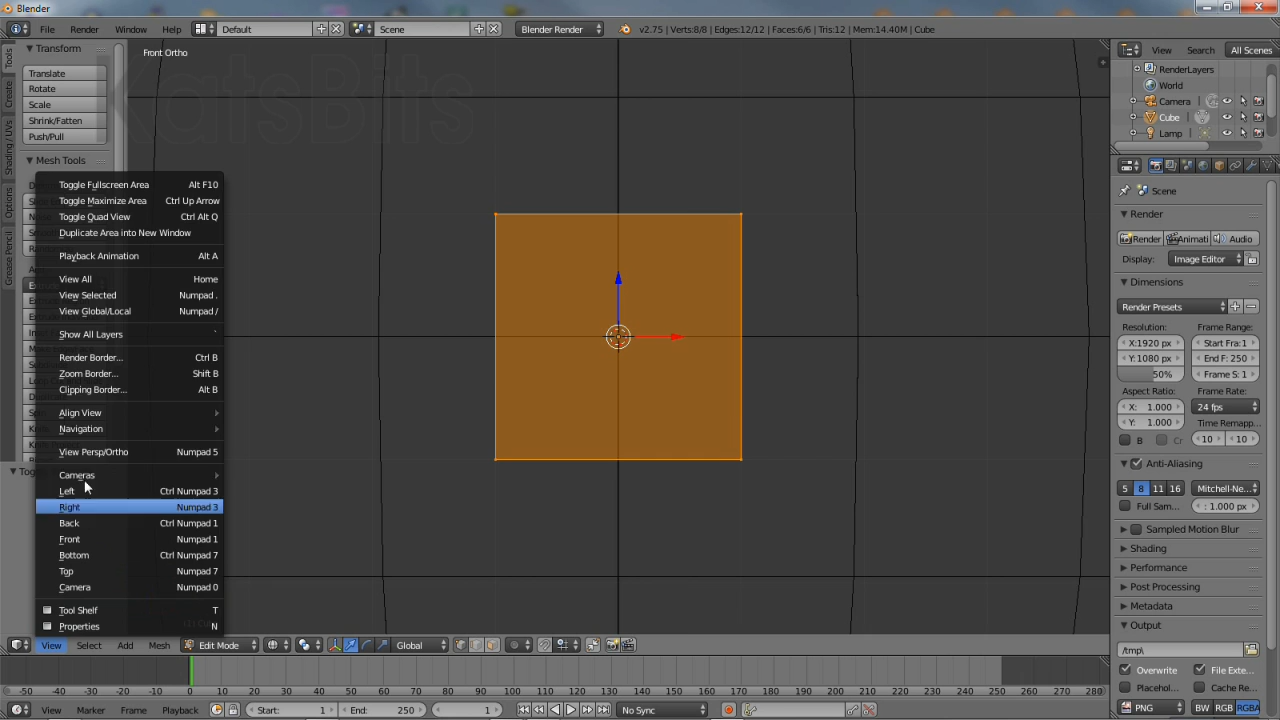 Blender
File Render Window Help Default Scene Blender Render v2.75 | Verts:8/8 | Edges:12/12 | Faces:6/6 | Tris:12 | Mem:14.40M | Cube
View Search All Scenes
RenderLayers
World
Camera
Cube
Lamp
Tools
Create
Shading / UVs
Options
Grease Pencil
Transform
Translate
Rotate
Scale
Shrink/Fatten
Push/Pull
Mesh Tools
Front Ortho
KatsBits
Toggle Fullscreen Area Alt F10
Toggle Maximize Area Ctrl Up Arrow
Toggle Quad View Ctrl Alt Q
Duplicate Area into New Window
Playback Animation Alt A
View All Home
View Selected Numpad .
View Global/Local Numpad /
Show All Layers `
Render Border... Ctrl B
Zoom Border... Shift B
Clipping Border... Alt B
Align View
Navigation
View Persp/Ortho Numpad 5
Cameras
Left Ctrl Numpad 3
Right Numpad 3
Back Ctrl Numpad 1
Front Numpad 1
Bottom Ctrl Numpad 7
Top Numpad 7
Camera Numpad 0
Tool Shelf T
Properties N
View Select Add Mesh Edit Mode Global
Scene
Render
Render Animati Audio
Display: Image Editor
Dimensions
Render Presets
Resolution: Frame Range:
X:1920 px Start Fra:1
Y:1080 px End F: 250
50% Frame S: 1
Aspect Ratio: Frame Rate:
X: 1.000 24 fps
Y: 1.000 Time Remapp...
B Cr 10 10
Anti-Aliasing
5 8 11 16 Mitchell-Ne...
Full Sam... : 1.000 px
Sampled Motion Blur
Shading
Performance
Post Processing
Metadata
Output
/tmp\
Overwrite File Exte...
Placehol... Cache Re...
PNG BW RGB RGBA
-50 -40 -30 -20 -10 0 10 20 30 40 50 60 70 80 90 100 110 120 130 140 150 160 170 180 190 200 210 220 230 240 250 260 270 280
View Marker Frame Playback Start: 1 End: 250 1 No Sync